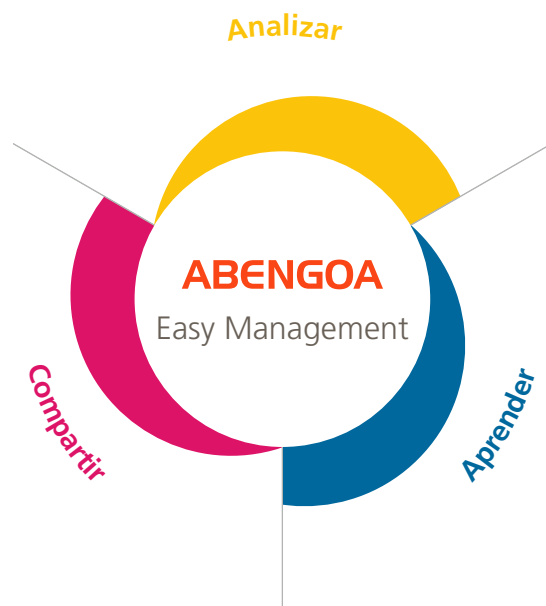 Analizar
ABENGOA
Easy Management
Compartir
Aprender